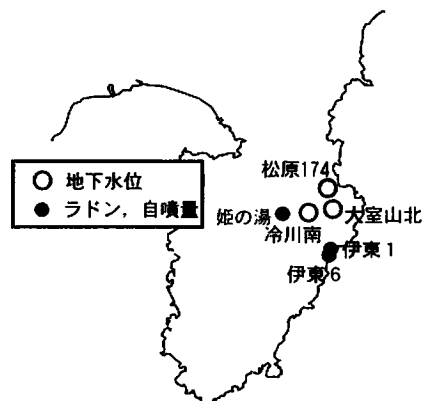 松原174
○ 地下水位
● ラドン，自噴量
姫の湯
大室山北
冷川南
伊東1
伊東6